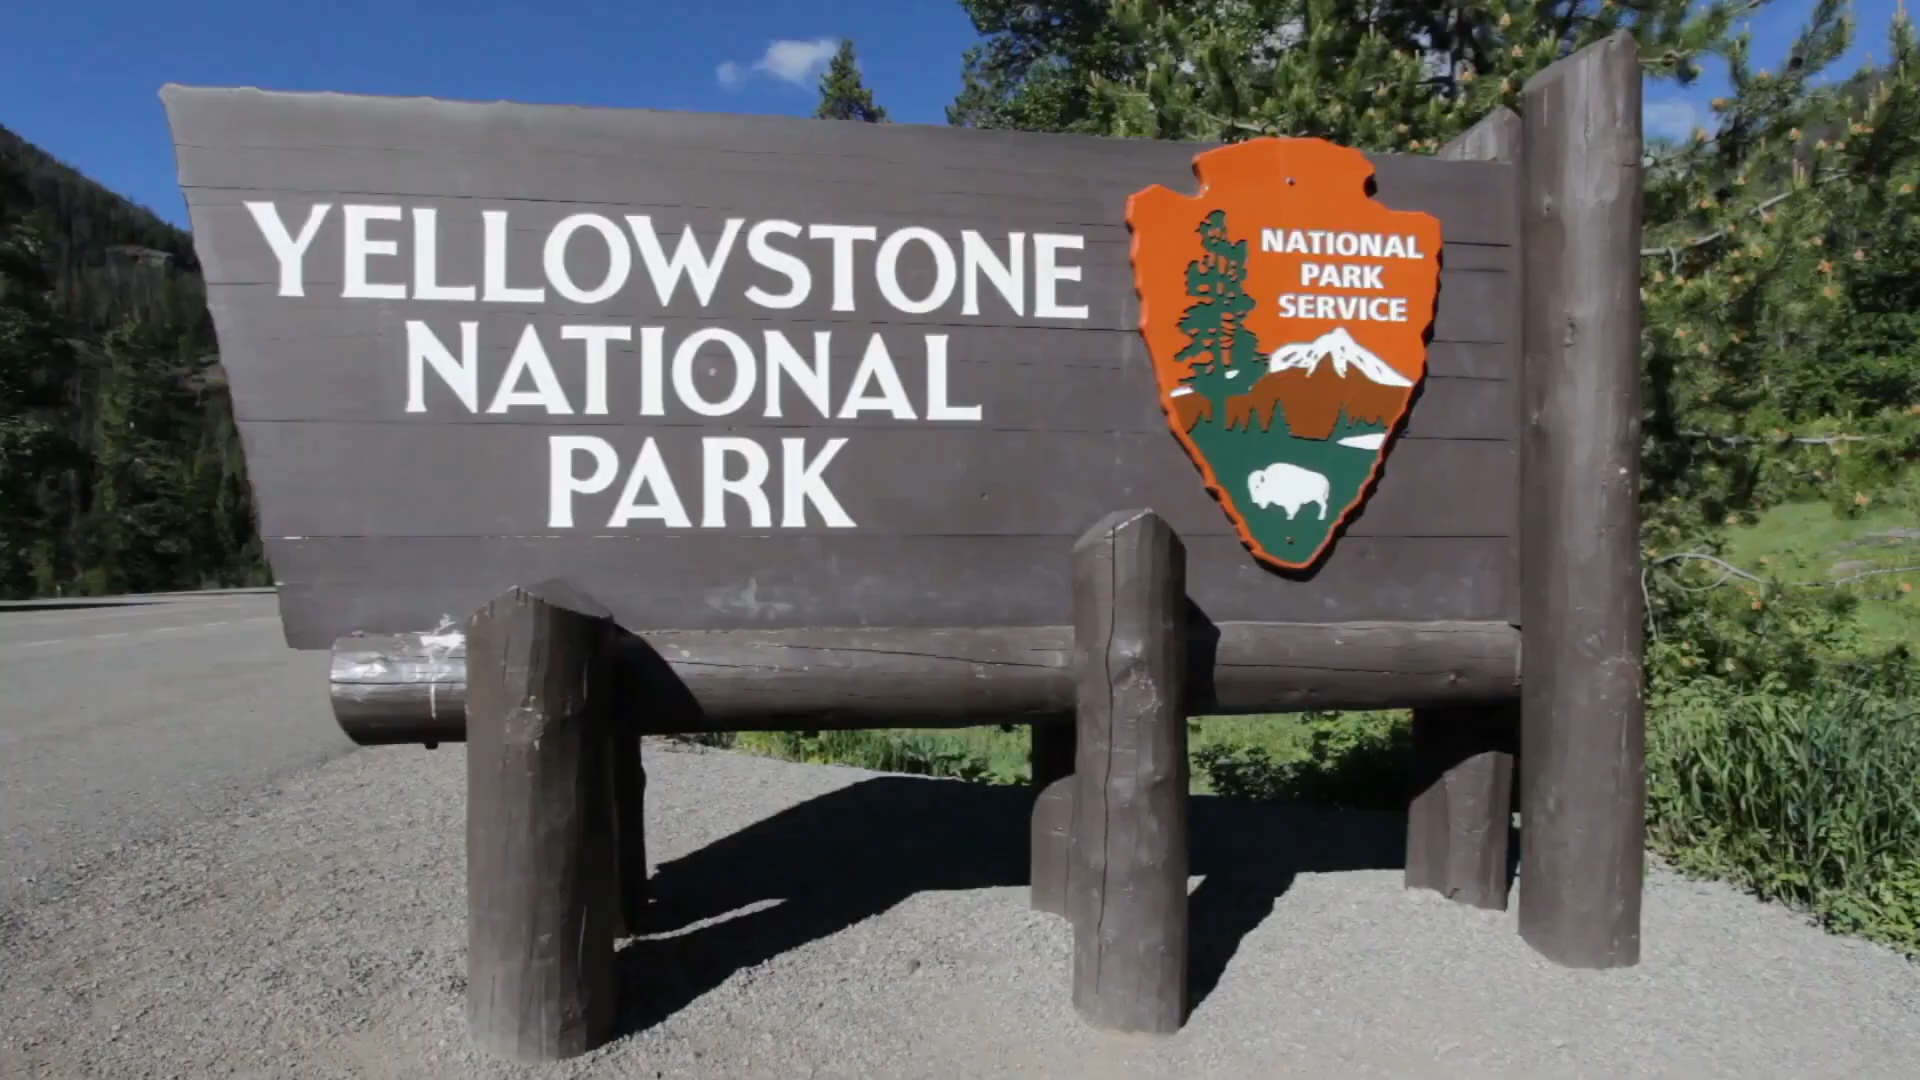 YELLOWSTONE
NATIONAL
PARK
NATIONAL
PARK
SERVICE